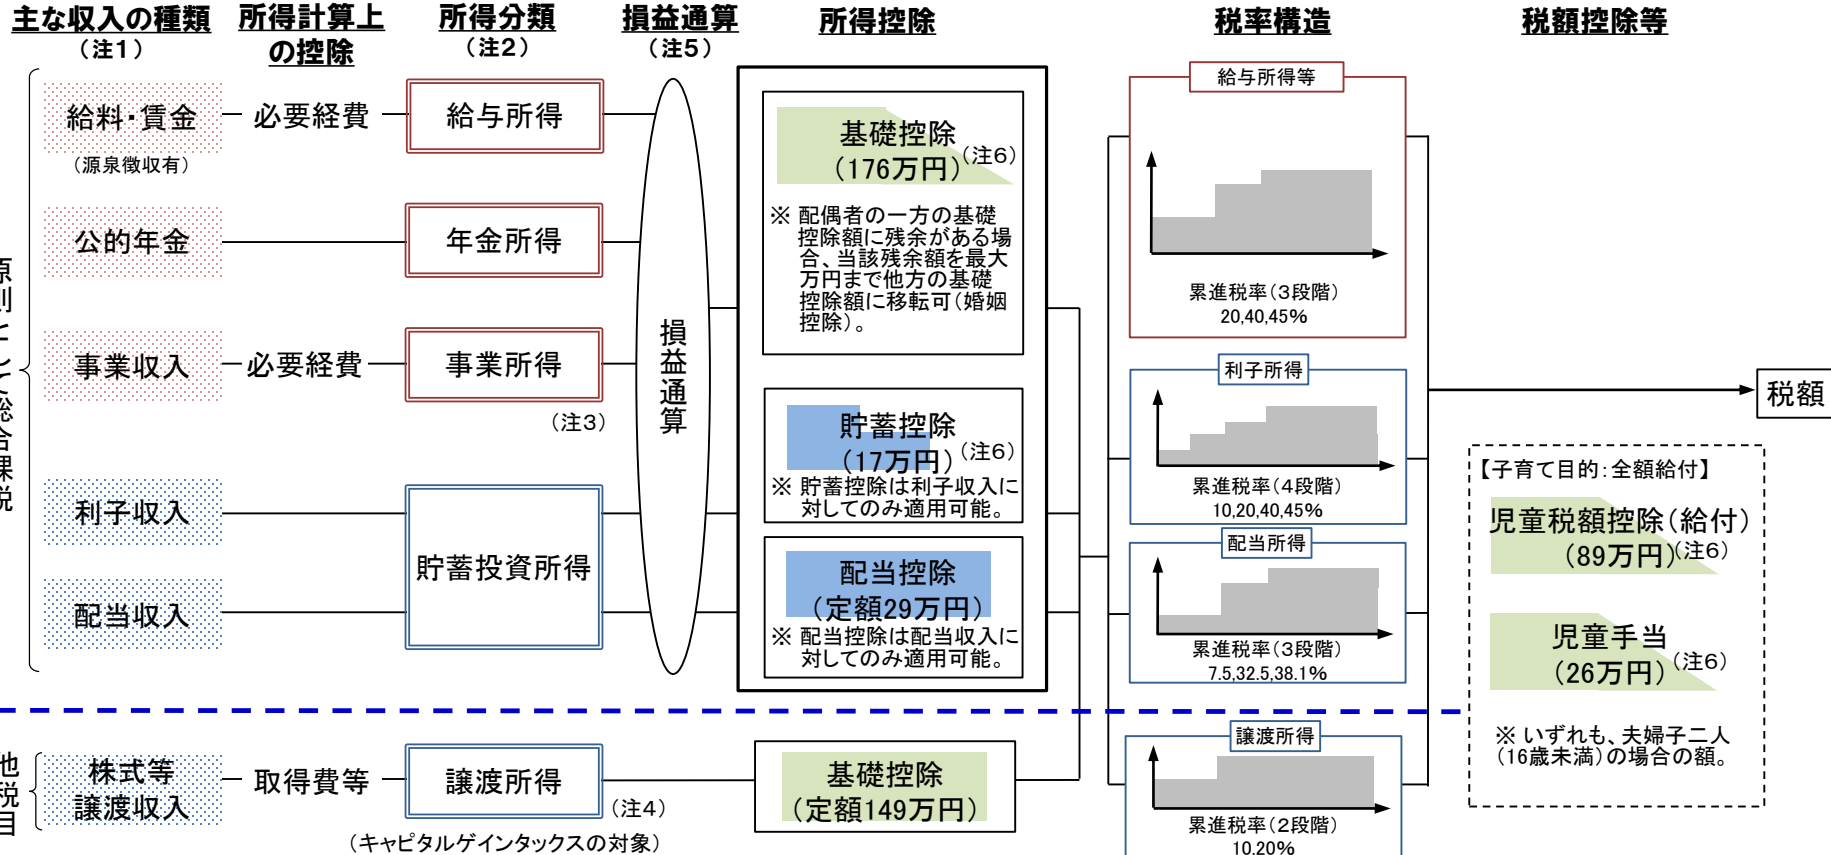 主な収入の種類
（注1）
所得計算上
の控除
所得分類
（注2）
損益通算
（注5）
所得控除
税率構造
税額控除等
原則として総合課税
給料・賃金
（源泉徴収有）
必要経費
給与所得
公的年金
年金所得
事業収入
必要経費
事業所得
（注3）
利子収入
配当収入
貯蓄投資所得
損益通算
基礎控除
（176万円）（注6）
※ 配偶者の一方の基礎
控除額に残余がある場
合、当該残余額を最大
万円まで他方の基礎
控除額に移転可（婚姻
控除）。
貯蓄控除
（17万円）（注6）
※ 貯蓄控除は利子収入に
対してのみ適用可能。
配当控除
（定額29万円）
※ 配当控除は配当収入に
対してのみ適用可能。
給与所得等
累進税率（3段階）
20,40,45%
利子所得
累進税率（4段階）
10,20,40,45%
配当所得
累進税率（3段階）
7.5,32.5,38.1%
税額
【子育て目的：全額給付】
児童税額控除（給付）
（89万円）（注6）
児童手当
（26万円）（注6）
※ いずれも、夫婦子二人
（16歳未満）の場合の額。
他税目
株式等
譲渡収入
取得費等
譲渡所得
（注4）
（キャピタルゲインタックスの対象）
基礎控除
（定額149万円）
譲渡所得
累進税率（2段階）
10,20%